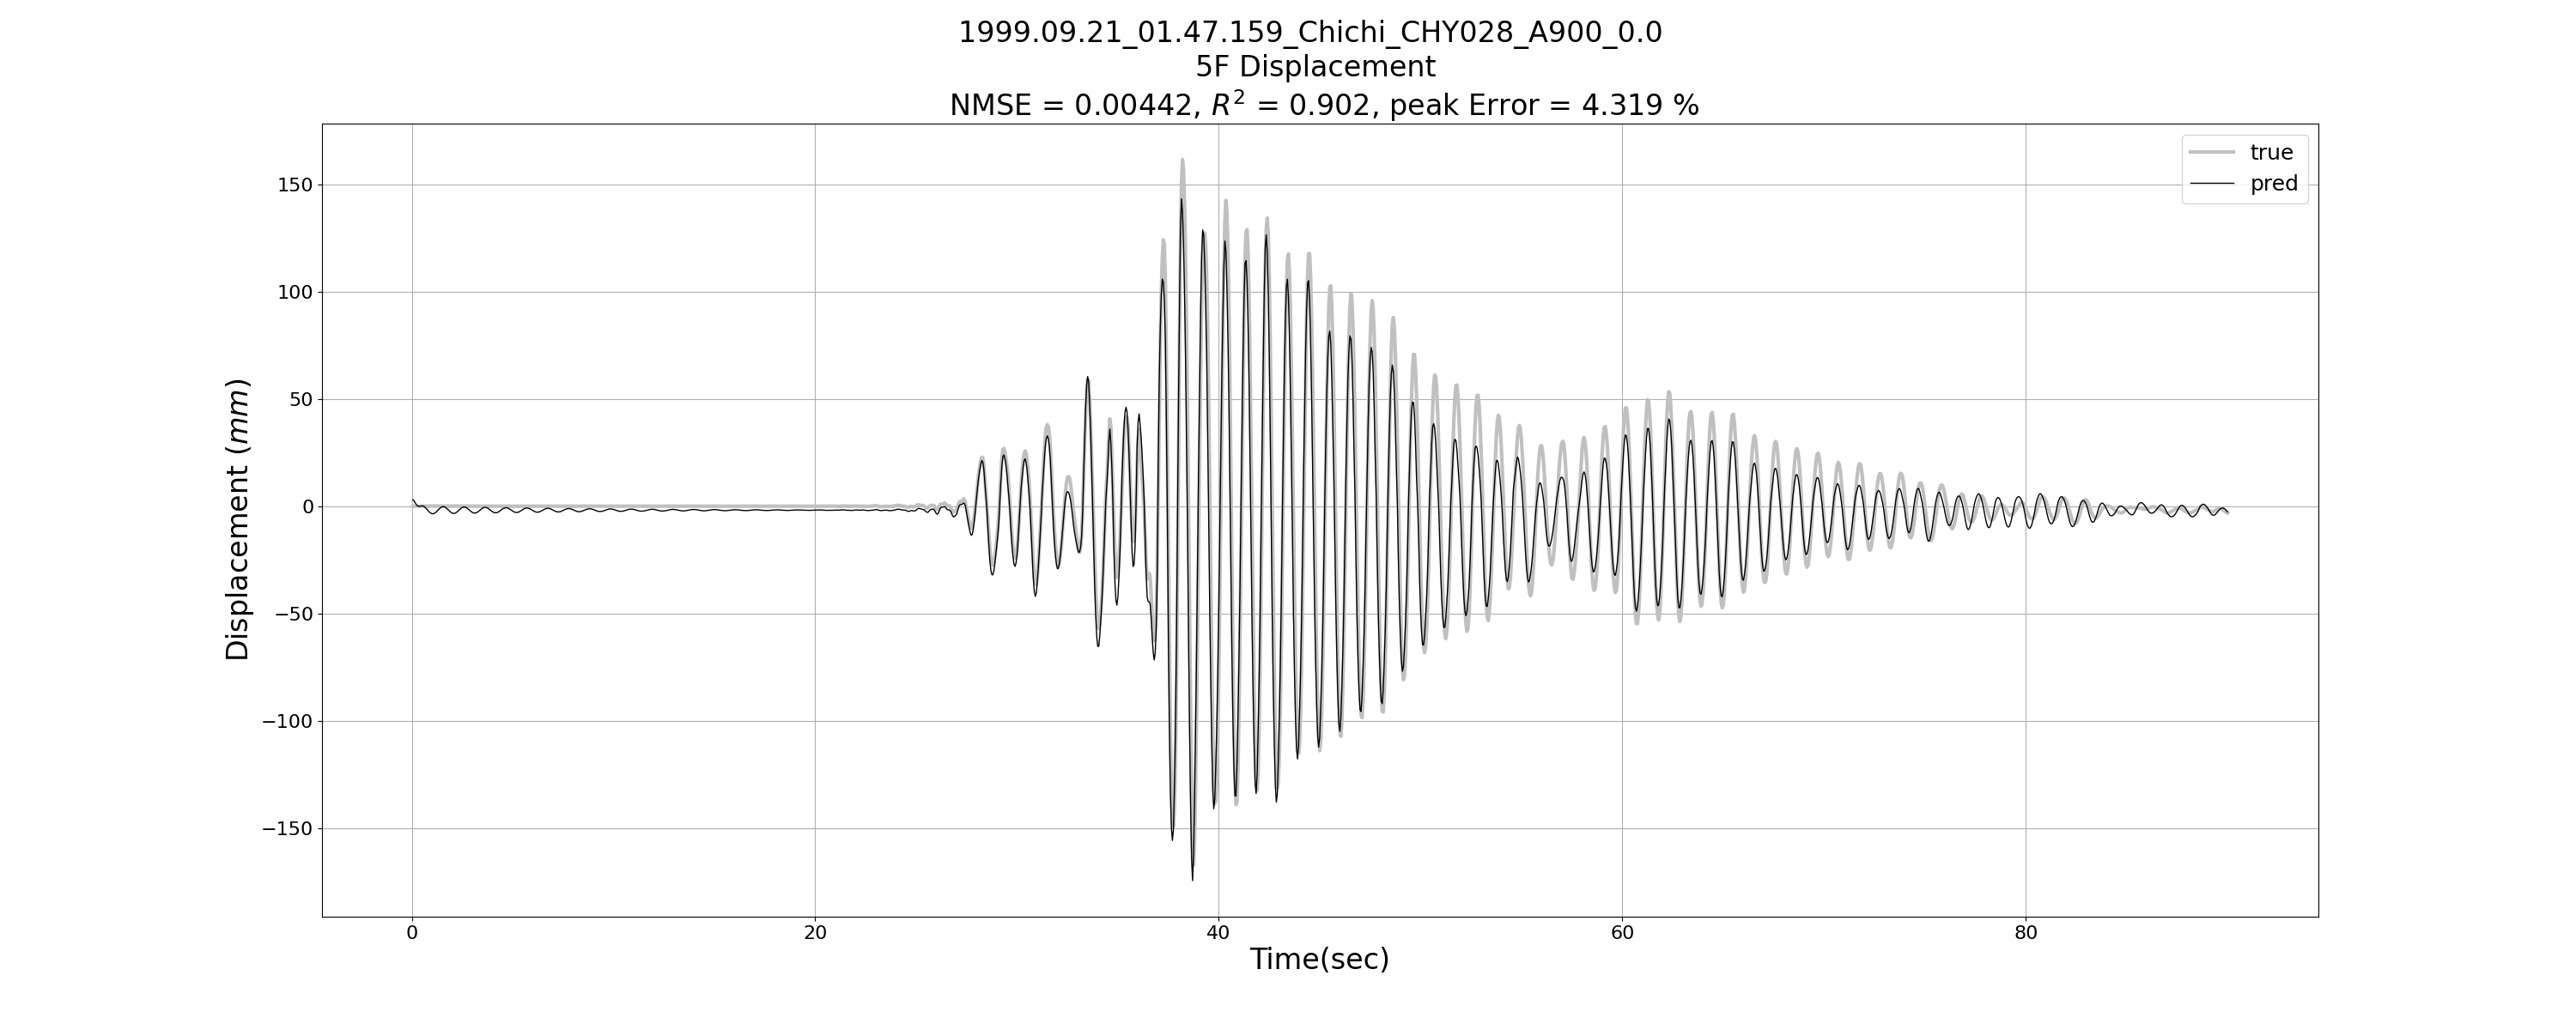 1999.09.21_01.47.159_Chichi_CHY028_A900_0.0
5F Displacement
NMSE = 0.00442, R² = 0.902, peak Error = 4.319 %
true
pred
Displacement (mm)
150
100
50
0
−50
−100
−150
0
20
40
60
80
Time(sec)